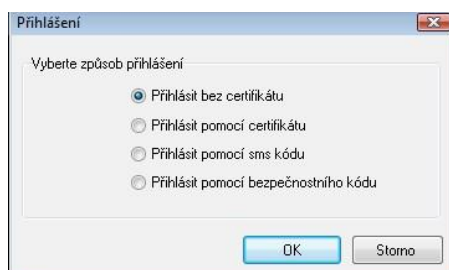 Přihlášení
Vyberte způsob přihlášení
Přihlásit bez certifikátu
Přihlásit pomocí certifikátu
Přihlásit pomocí sms kódu
Přihlásit pomocí bezpečnostního kódu
OK Storno